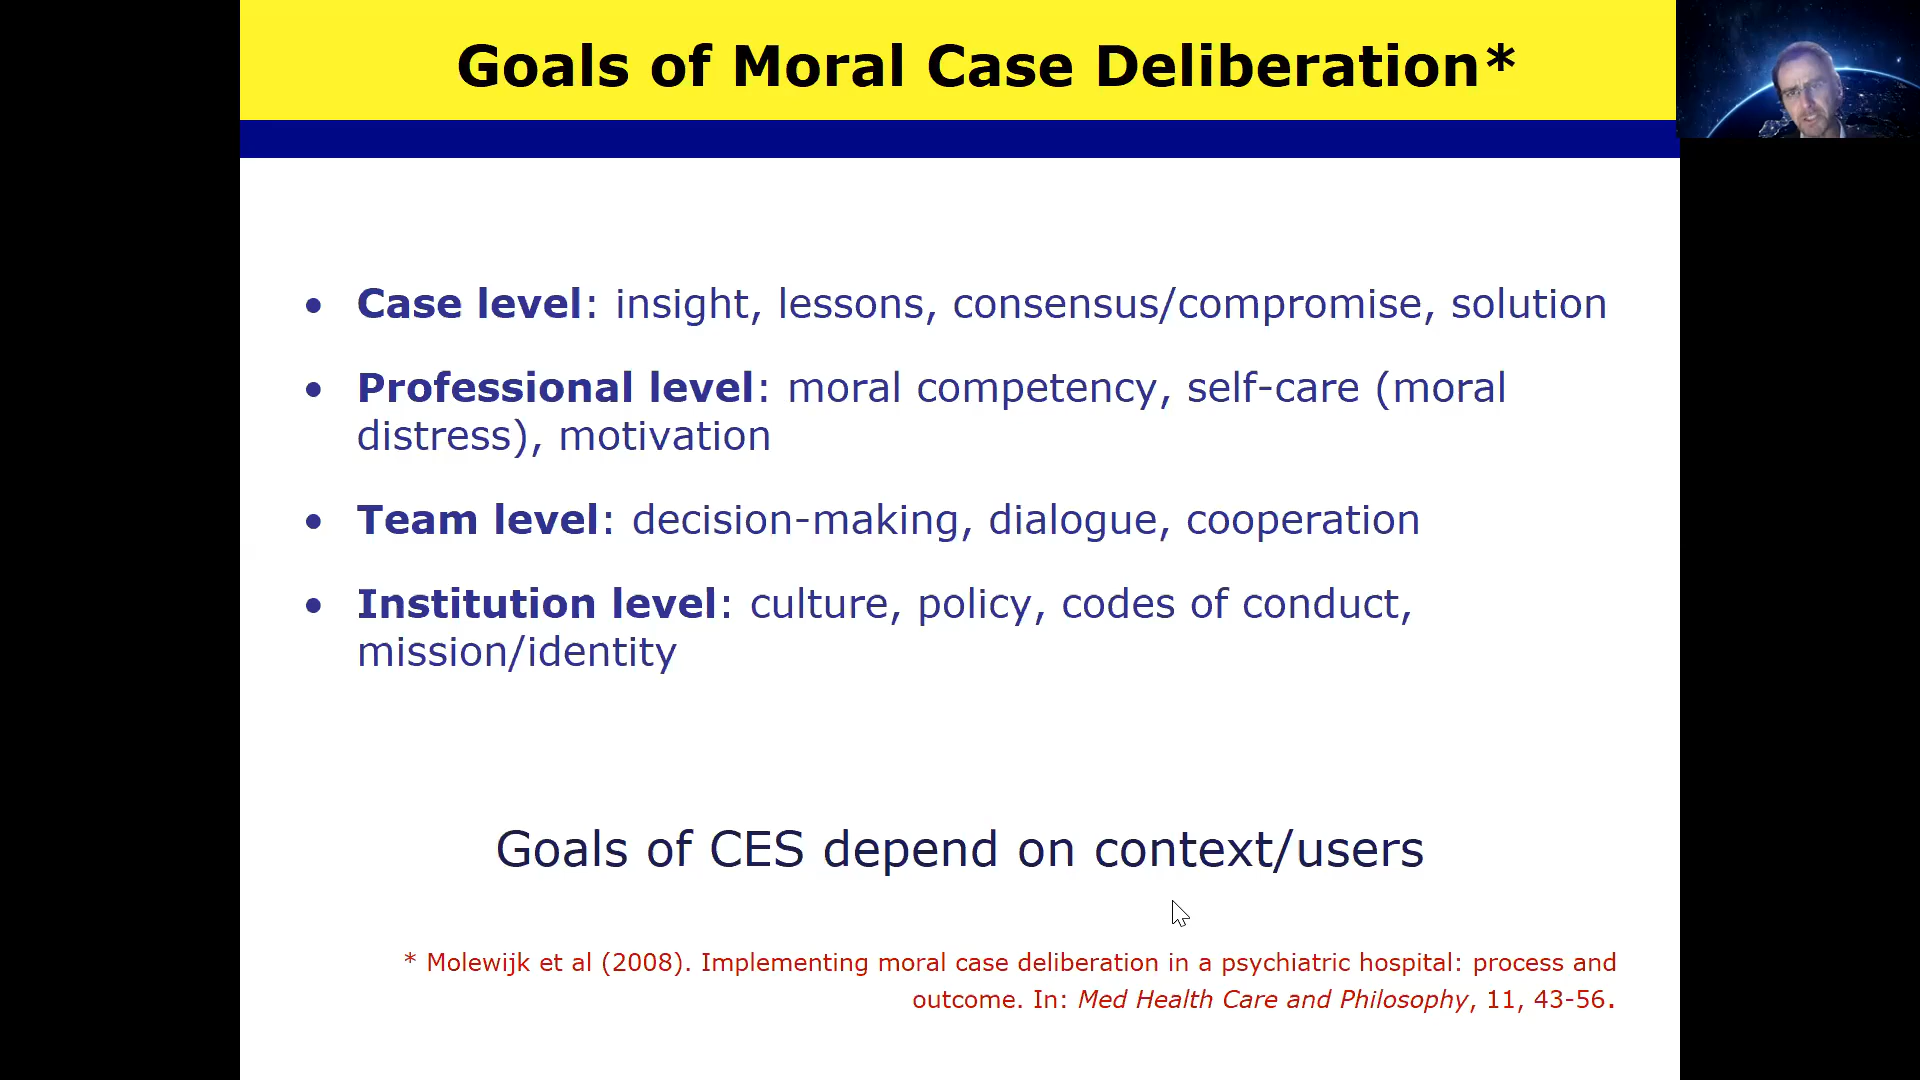 Goals of Moral Case Deliberation*
• Case level: insight, lessons, consensus/compromise, solution
• Professional level: moral competency, self-care (moral
distress), motivation
• Team level: decision-making, dialogue, cooperation
• Institution level: culture, policy, codes of conduct,
mission/identity
Goals of CES depend on context/users
* Molewijk et al (2008). Implementing moral case deliberation in a psychiatric hospital: process and
outcome. In: Med Health Care and Philosophy, 11, 43-56.